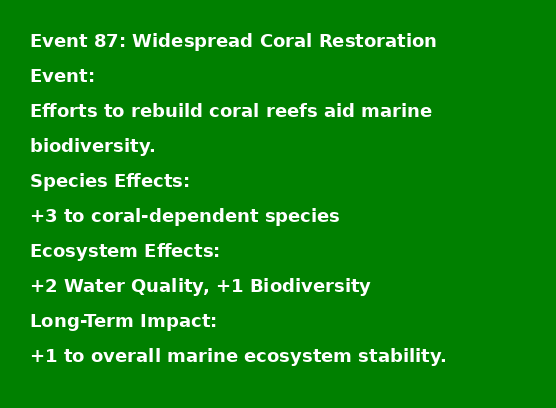 Event 87: Widespread Coral Restoration
Event:
Efforts to rebuild coral reefs aid marine
biodiversity.
Species Effects:
+3 to coral-dependent species
Ecosystem Effects:
+2 Water Quality, +1 Biodiversity
Long-Term Impact:
+1 to overall marine ecosystem stability.